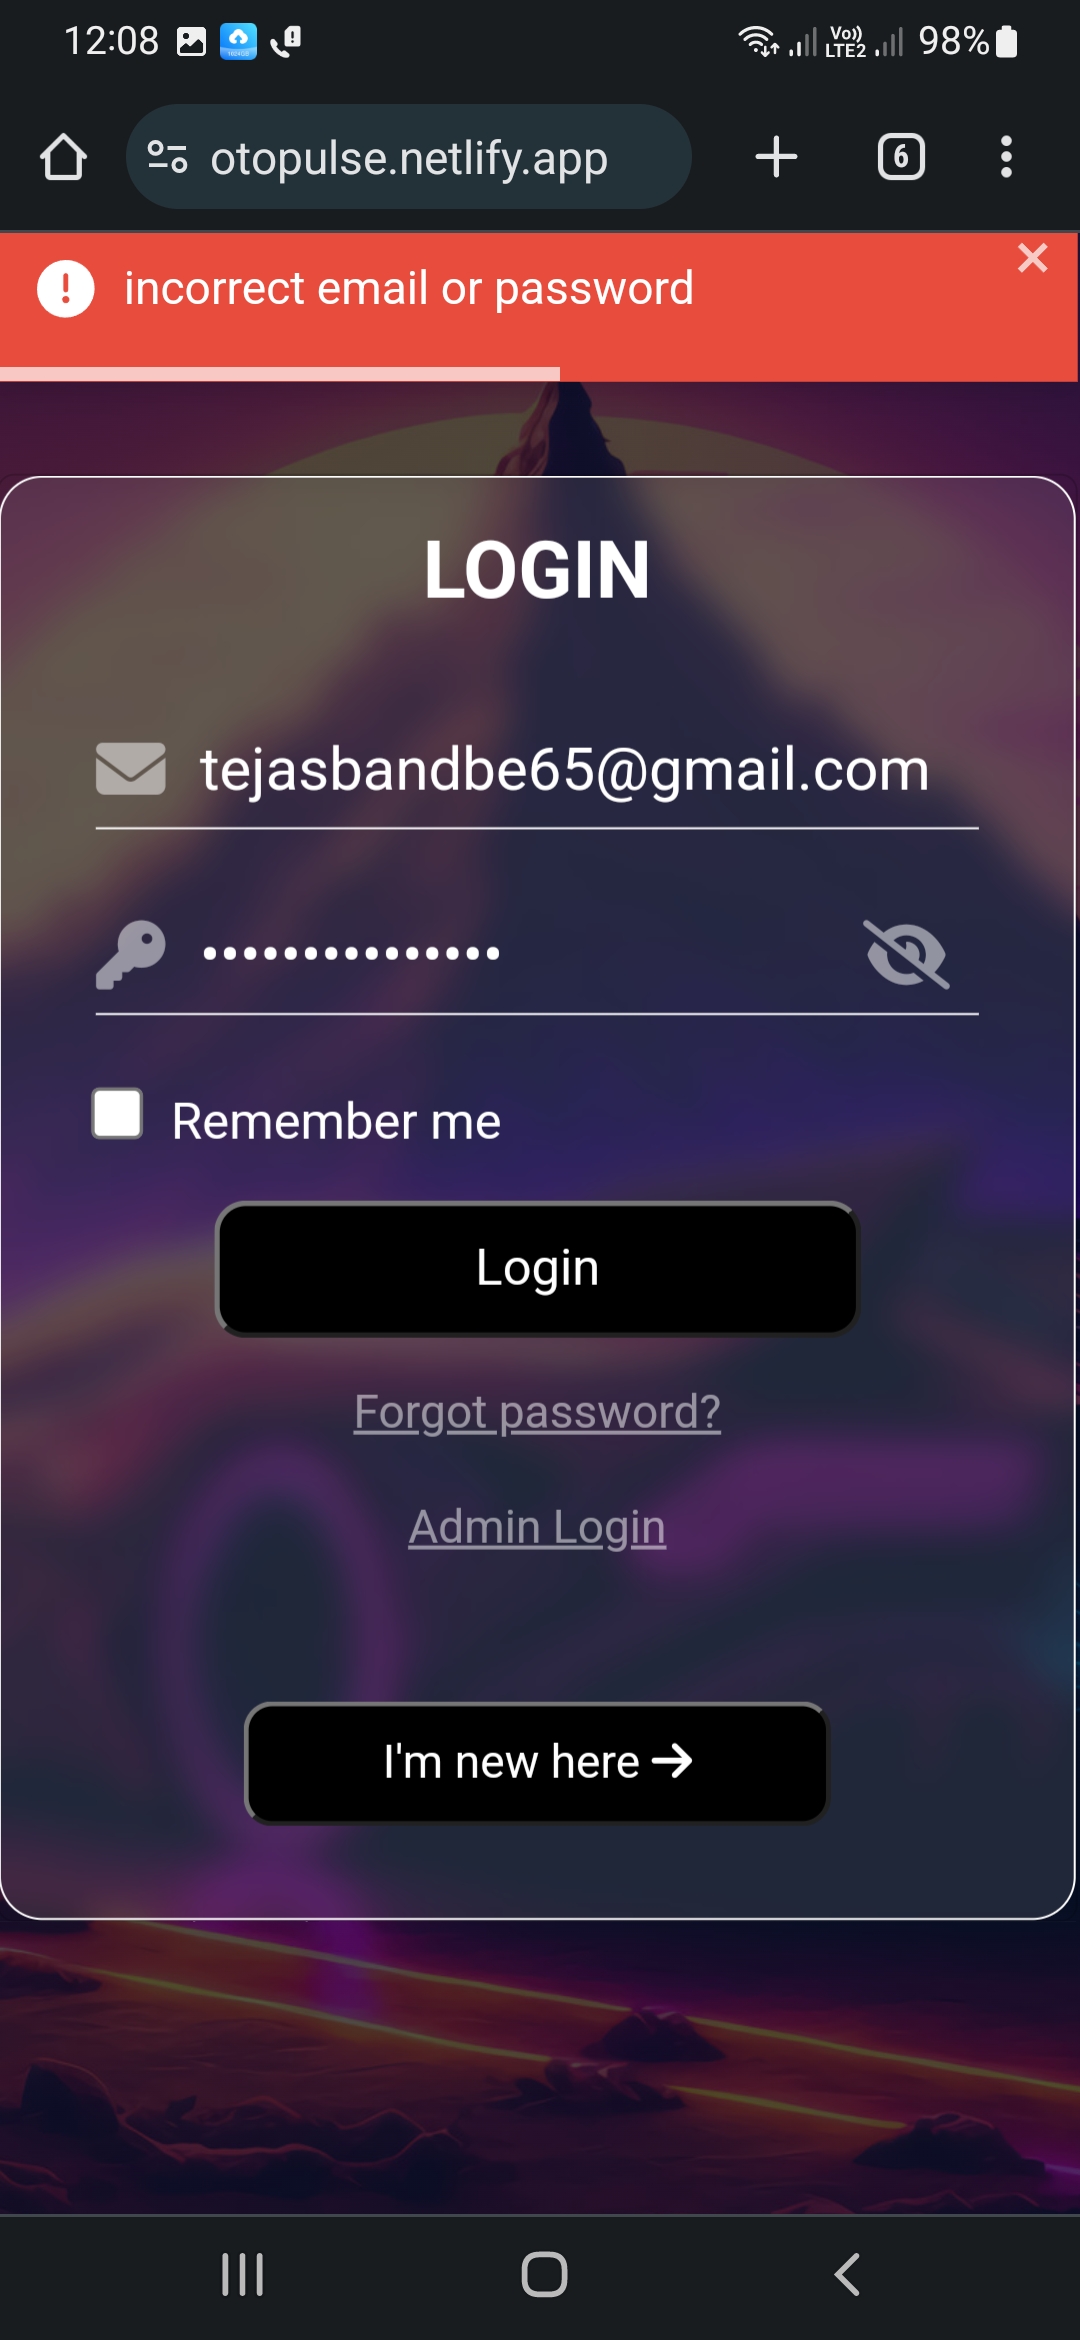 12:08
Vo)) LTE2 98%
otopulse.netlify.app
6
incorrect email or password
LOGIN
tejasbandbe65@gmail.com
•••••••••••••••
Remember me
Login
Forgot password?
Admin Login
I'm new here →